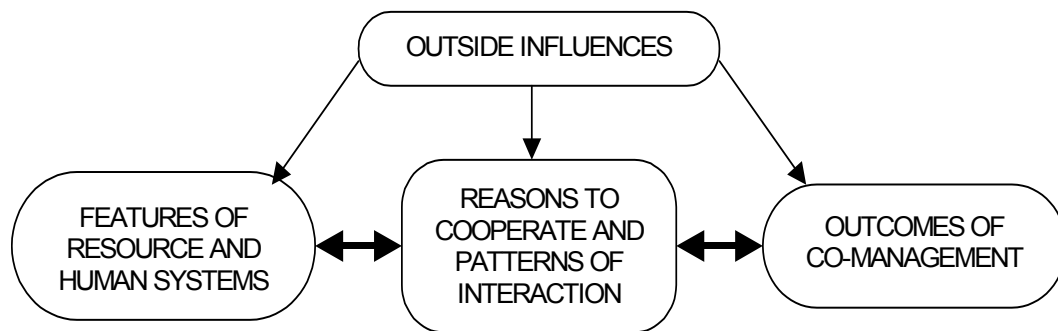 OUTSIDE INFLUENCES
FEATURES OF
RESOURCE AND
HUMAN SYSTEMS
REASONS TO
COOPERATE AND
PATTERNS OF
INTERACTION
OUTCOMES OF
CO-MANAGEMENT